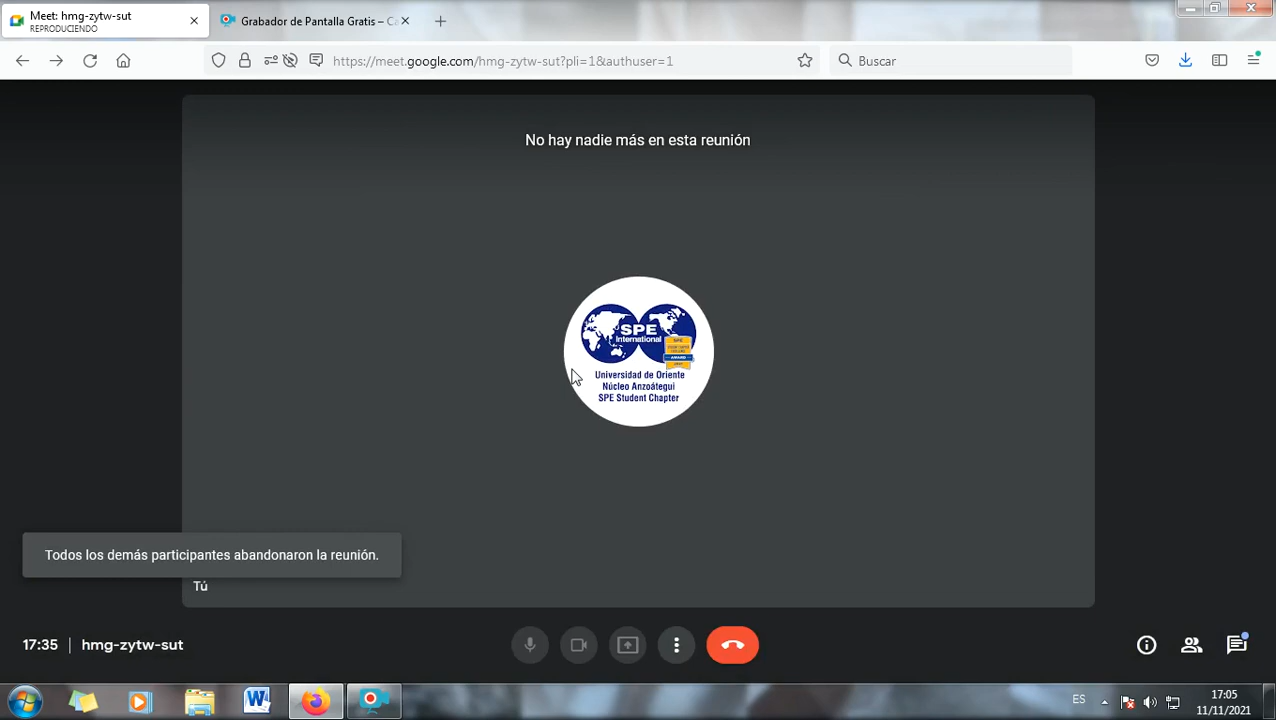 Meet: hmg-zytw-sut
REPRODUCIENDO
Grabador de Pantalla Gratis – Ca
https://meet.google.com/hmg-zytw-sut?pli=1&authuser=1
Buscar
No hay nadie más en esta reunión
SPE
International
SPE
AWARD
Universidad de Oriente
Núcleo Anzoátegui
SPE Student Chapter
Todos los demás participantes abandonaron la reunión.
Tú
17:35 | hmg-zytw-sut
ES
17:05
11/11/2021